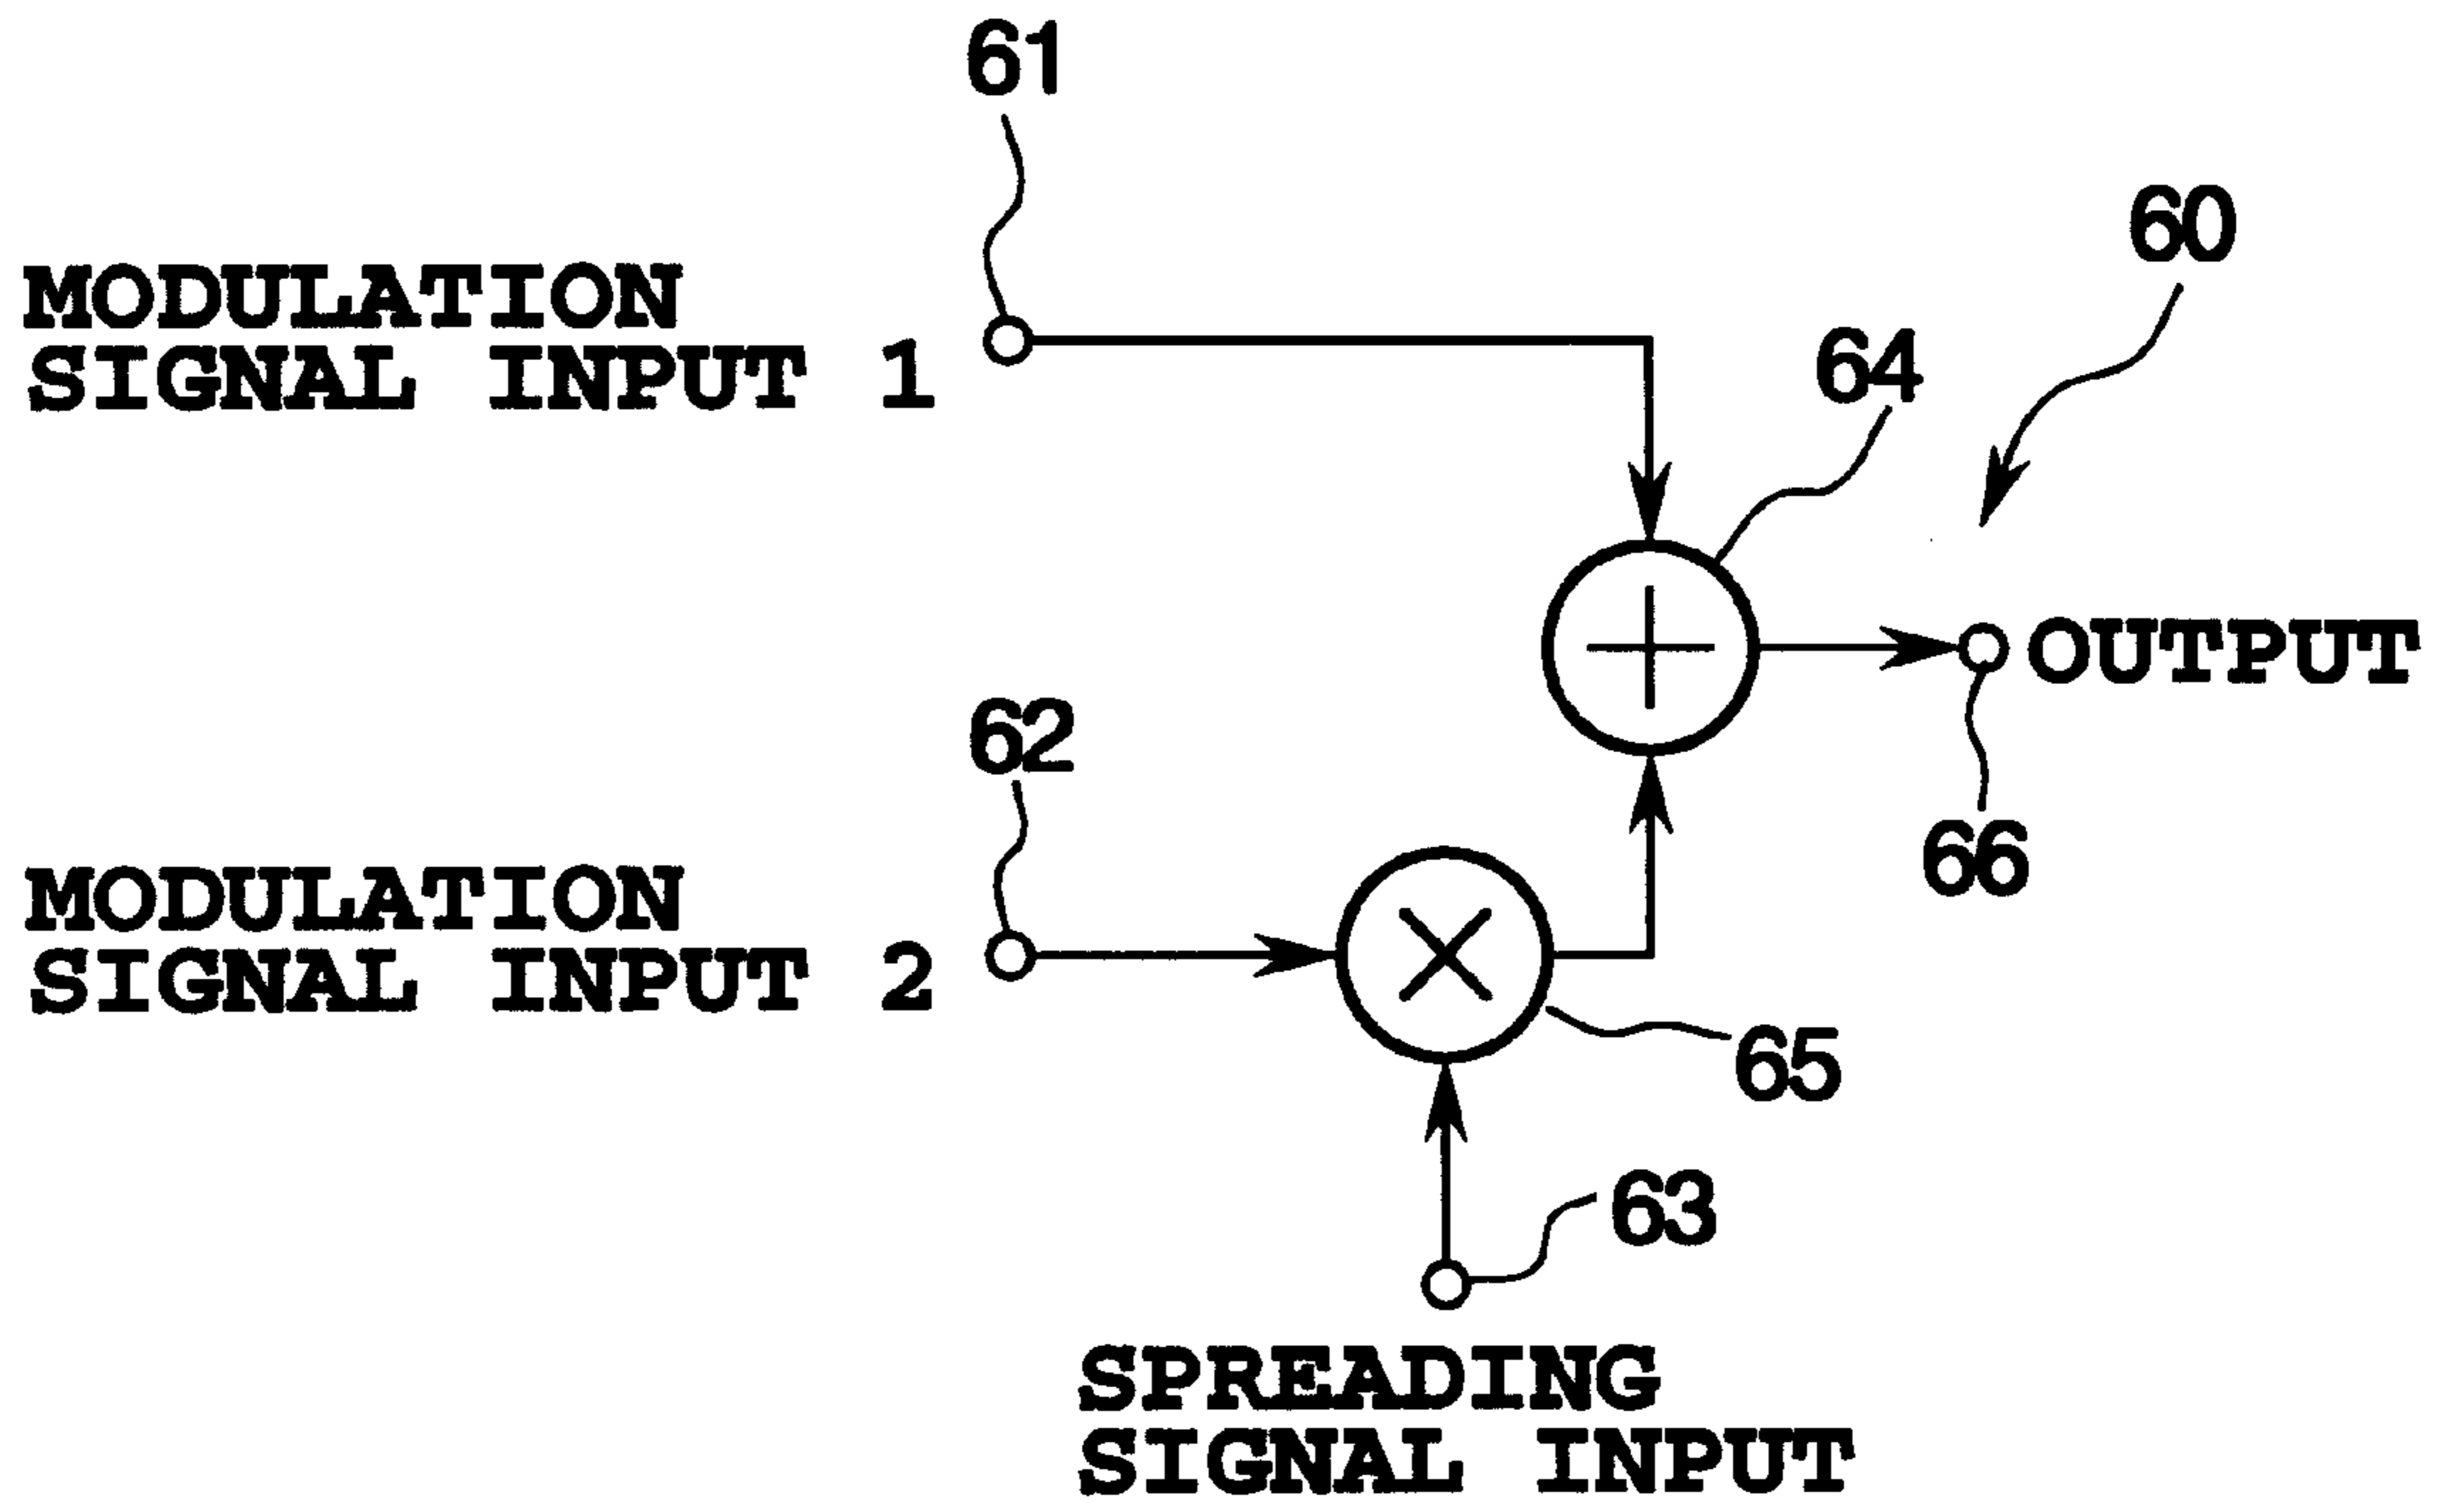 61
60
MODULATION
SIGNAL INPUT 1
64
OUTPUT
62
66
MODULATION
SIGNAL INPUT 2
65
63
SPREADING
SIGNAL INPUT